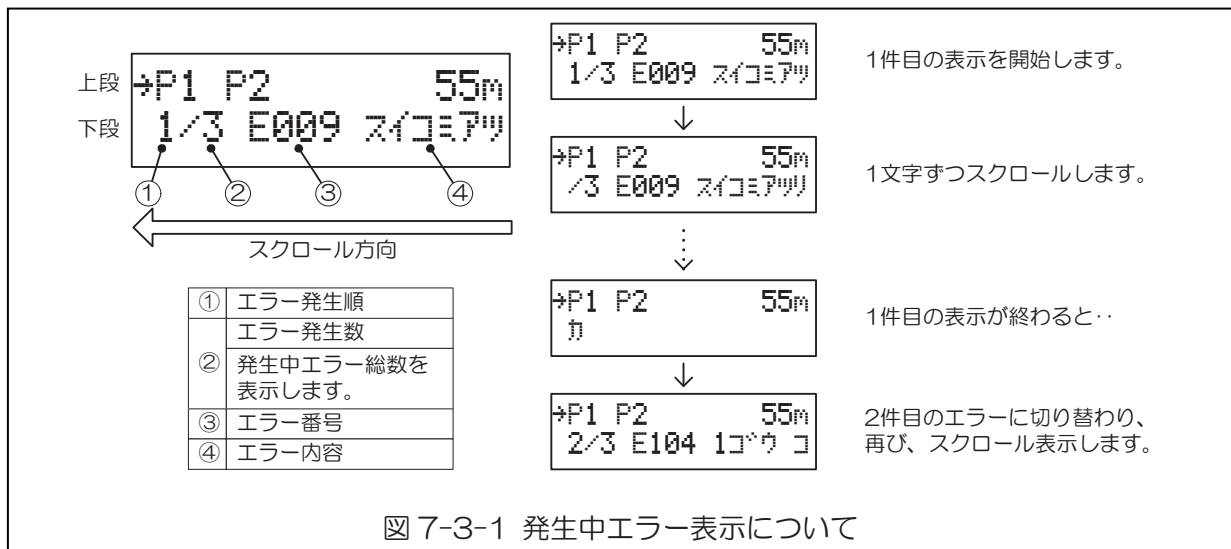 上段
→P1 P2 55m
下段
1/3 E009 スイコミアツ
① ② ③ ④
スクロール方向
① エラー発生順
② エラー発生数
発生中エラー総数を
表示します。
③ エラー番号
④ エラー内容
→P1 P2 55m
1/3 E009 スイコミアツ
1件目の表示を開始します。
↓
→P1 P2 55m
/3 E009 スイコミアツリ
1文字ずつスクロールします。
→P1 P2 55m
カ
1件目の表示が終わると‥
↓
→P1 P2 55m
2/3 E104 1ゴウ コ
2件目のエラーに切り替わり、
再び、スクロール表示します。
図 7-3-1 発生中エラー表示について